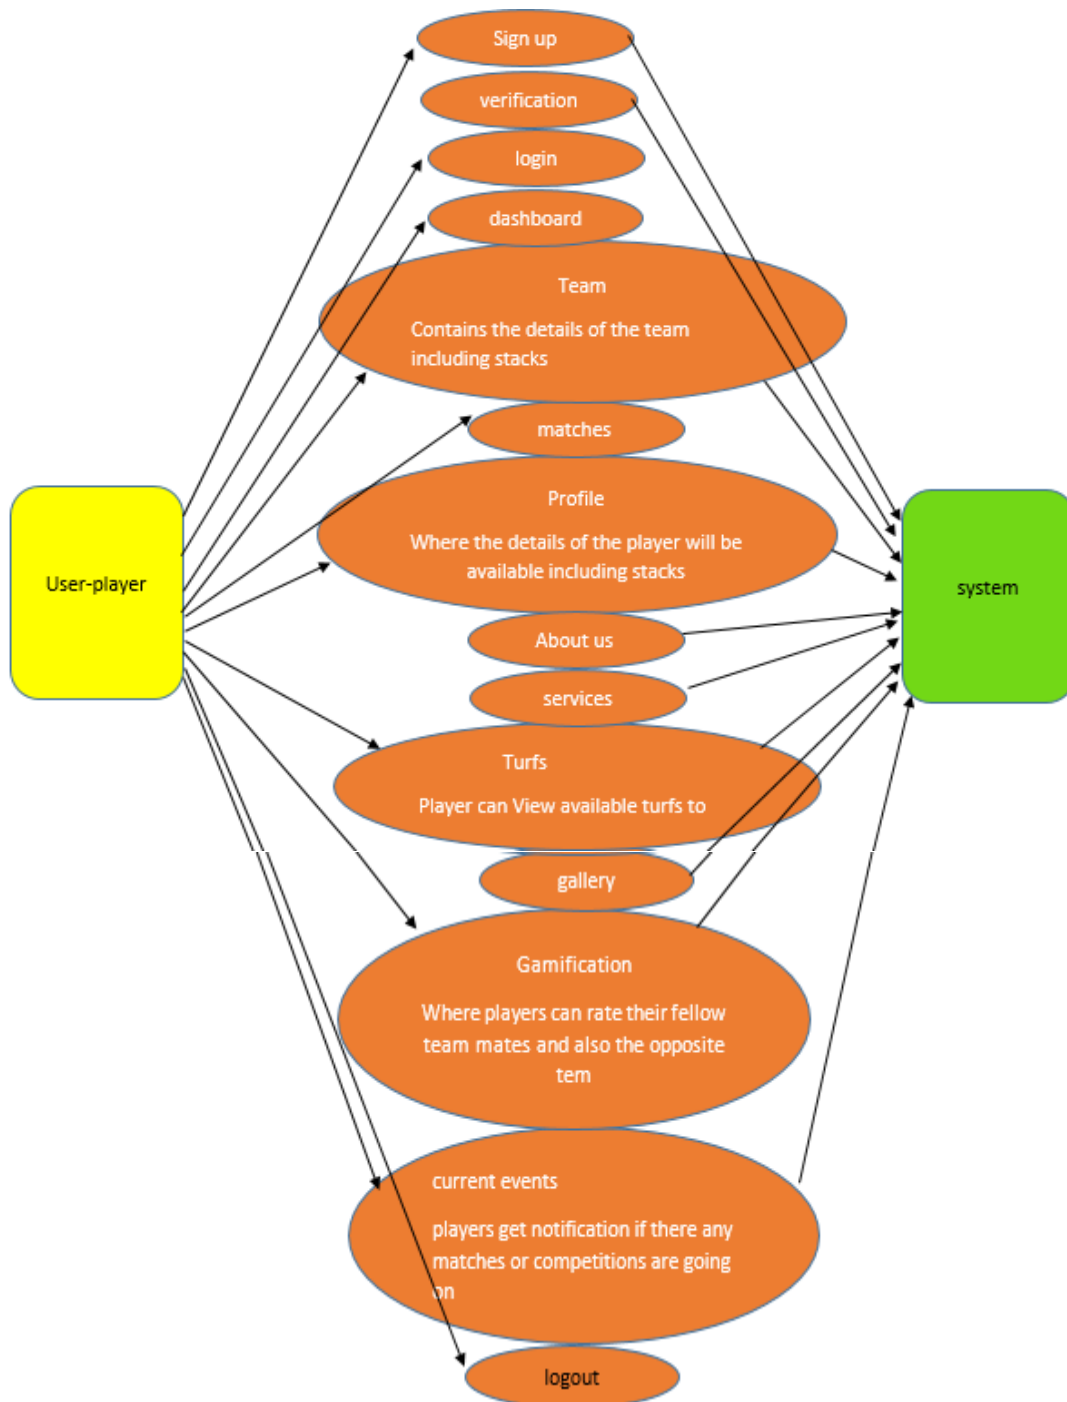 Sign up
verification
login
dashboard
Team
Contains the details of the team
including stacks
matches
Profile
Where the details of the player will be
available including stacks
User-player
system
About us
services
Turfs
Player can View available turfs to
gallery
Gamification
Where players can rate their fellow
team mates and also the opposite
tem
current events
players get notification if there any
matches or competitions are going
on
logout